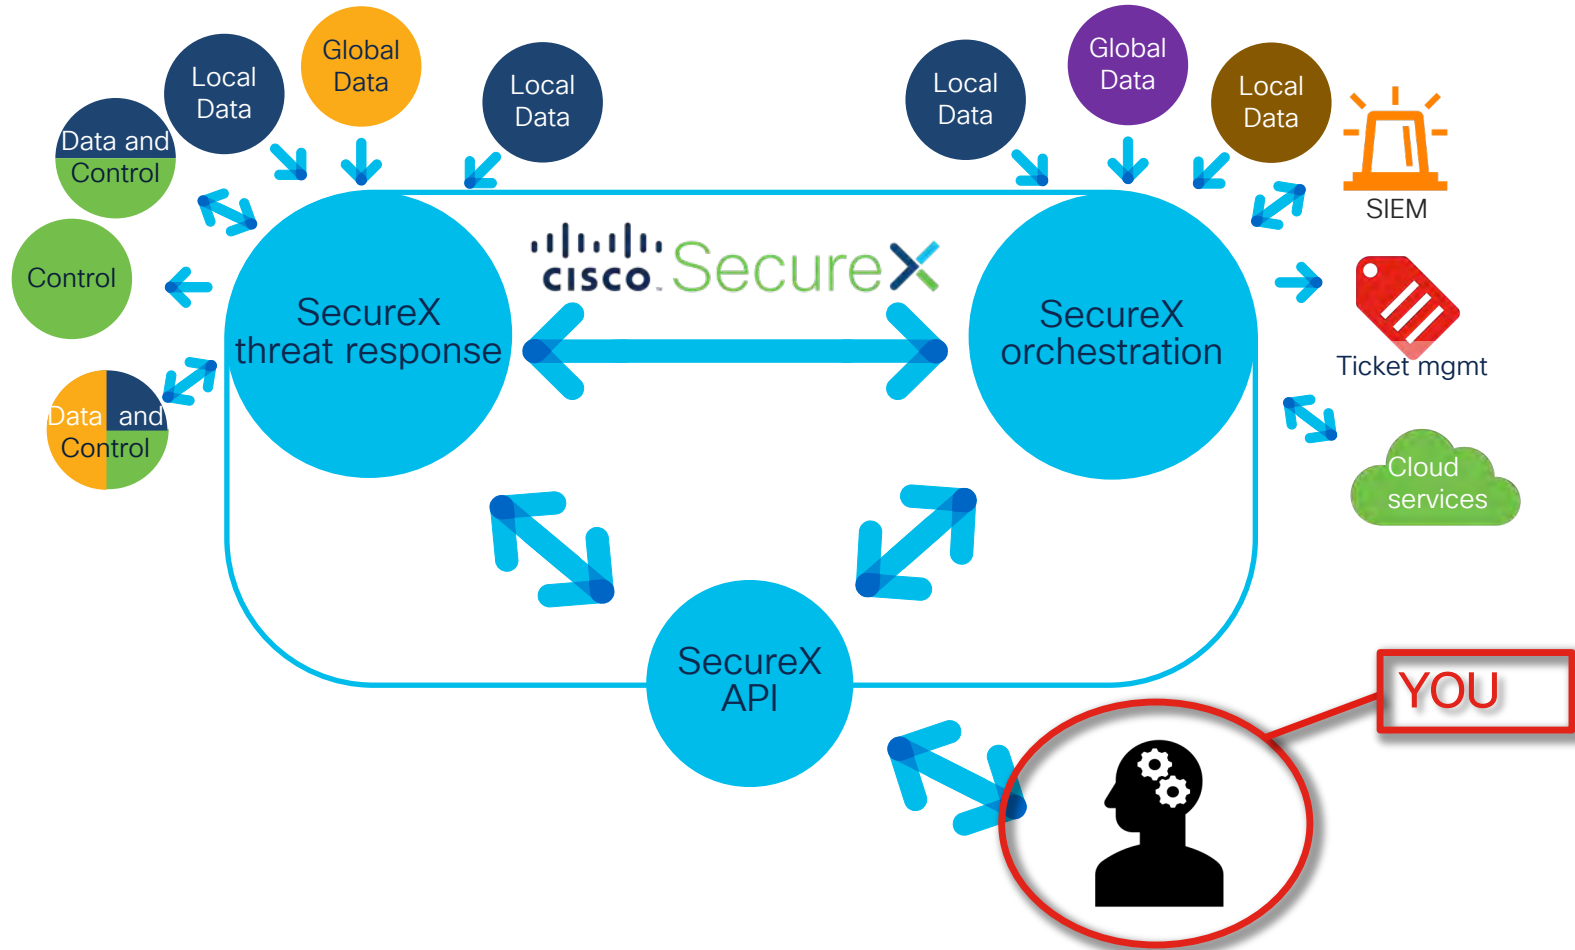 Global
Data
Local
Data
Local
Data
Data and
Control
Control
Data and
Control
Global
Data
Local
Data
Local
Data
SIEM
CISCO
SecureX
SecureX
threat response
SecureX
orchestration
Ticket mgmt
Cloud
services
SecureX
API
YOU